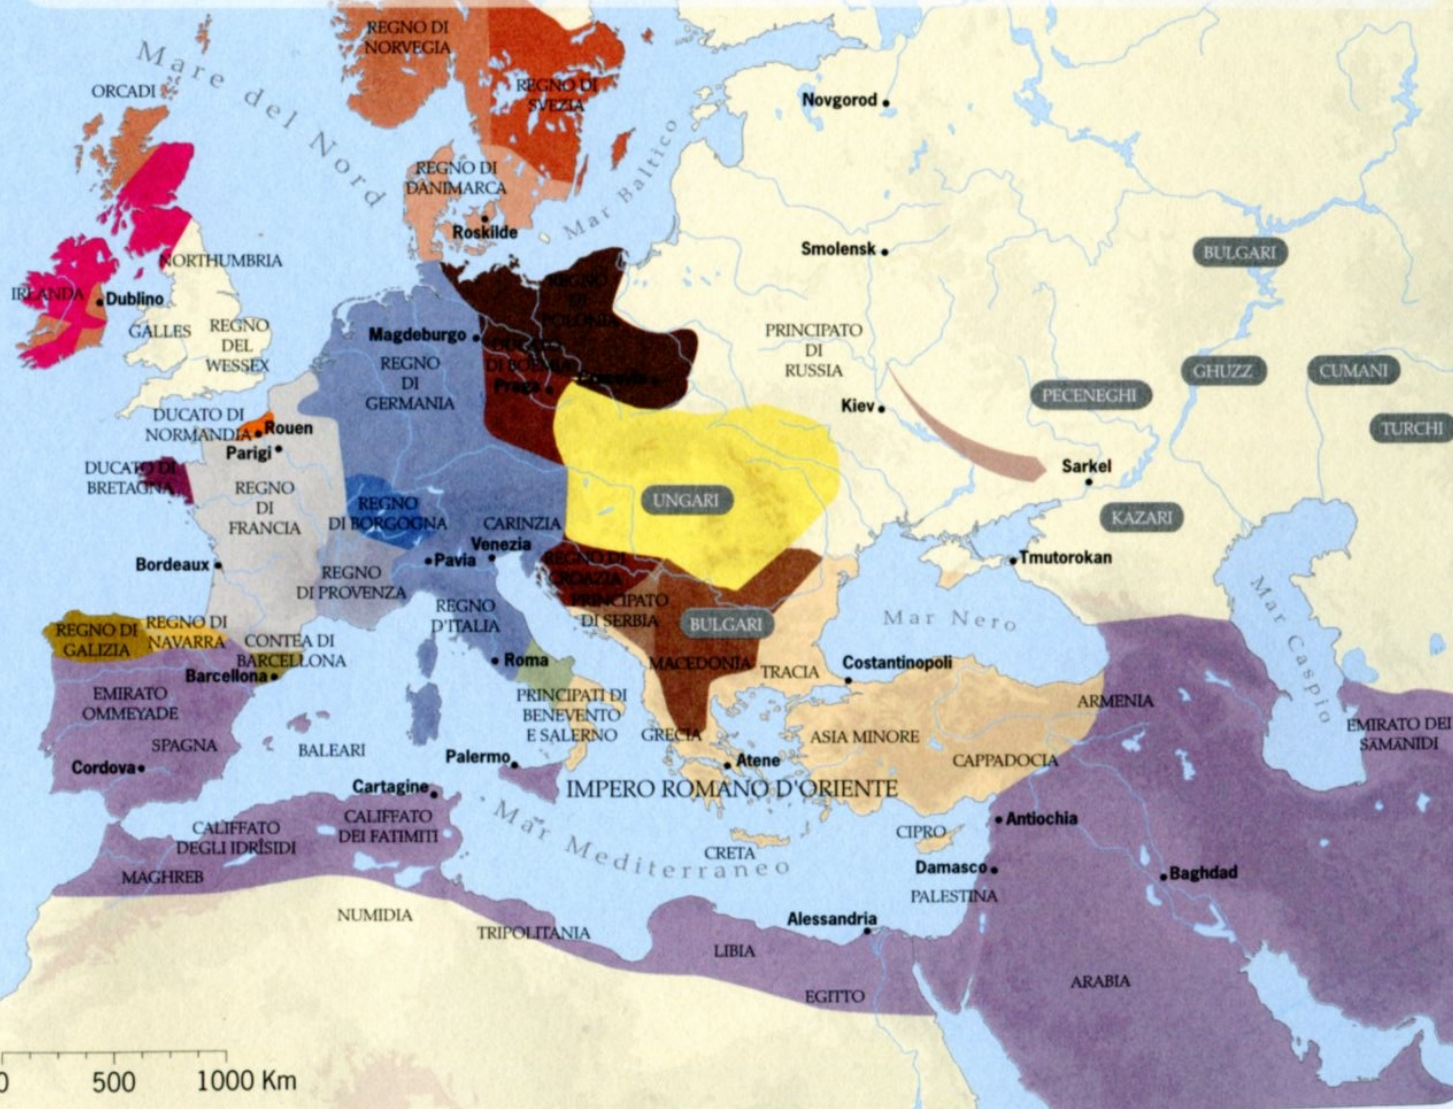 REGNO DI
NORVEGIA
REGNO DI
SVEZIA
Mare del Nord
ORCADI
Novgorod
REGNO DI
DANIMARCA
Mar Baltico
Roskilde
Smolensk
BULGARI
NORTHUMBRIA
IRLANDA
Dublino
GALLES
REGNO
DEL
WESSEX
Magdeburgo
REGNO
DI
POLONIA
REGNO
DI
GERMANIA
DI BOEMIA
Praga
PRINCIPATO
DI
RUSSIA
GHUZZ
CUMANI
PECENEGHI
Kiev
TURCHI
DUCATO DI
NORMANDIA
Rouen
Parigi
DUCATO DI
BRETAGNA
REGNO
DI
FRANCIA
REGNO
DI BORGOGNA
CARINZIA
UNGARI
Sarkel
KAZARI
Venezia
Pavia
Bordeaux
REGNO DI
CROAZIA
Tmutorokan
REGNO
DI PROVENZA
REGNO
D'ITALIA
PRINCIPATO
DI SERBIA
BULGARI
Mar Nero
Mar Caspio
REGNO DI
GALIZIA
REGNO DI
NAVARRA
CONTEA DI
BARCELLONA
Barcellona
Roma
MACEDONIA
TRACIA
Costantinopoli
EMIRATO
OMMEYADE
PRINCIPATI DI
BENEVENTO
E SALERNO
ARMENIA
SPAGNA
BALEARI
GRECIA
ASIA MINORE
EMIRATO DEI
SAMÀNIDI
Cordova
Palermo
Atene
CAPPADOCIA
Cartagine
IMPERO ROMANO D'ORIENTE
CALIFFATO
DEGLI IDRÌSIDI
CALIFFATO
DEI FATIMITI
Mar Mediterraneo
CIPRO
Antiochia
CRETA
MAGHREB
Damasco
Baghdad
PALESTINA
NUMIDIA
TRIPOLITANIA
Alessandria
LIBIA
EGITTO
ARABIA
0 500 1000 Km